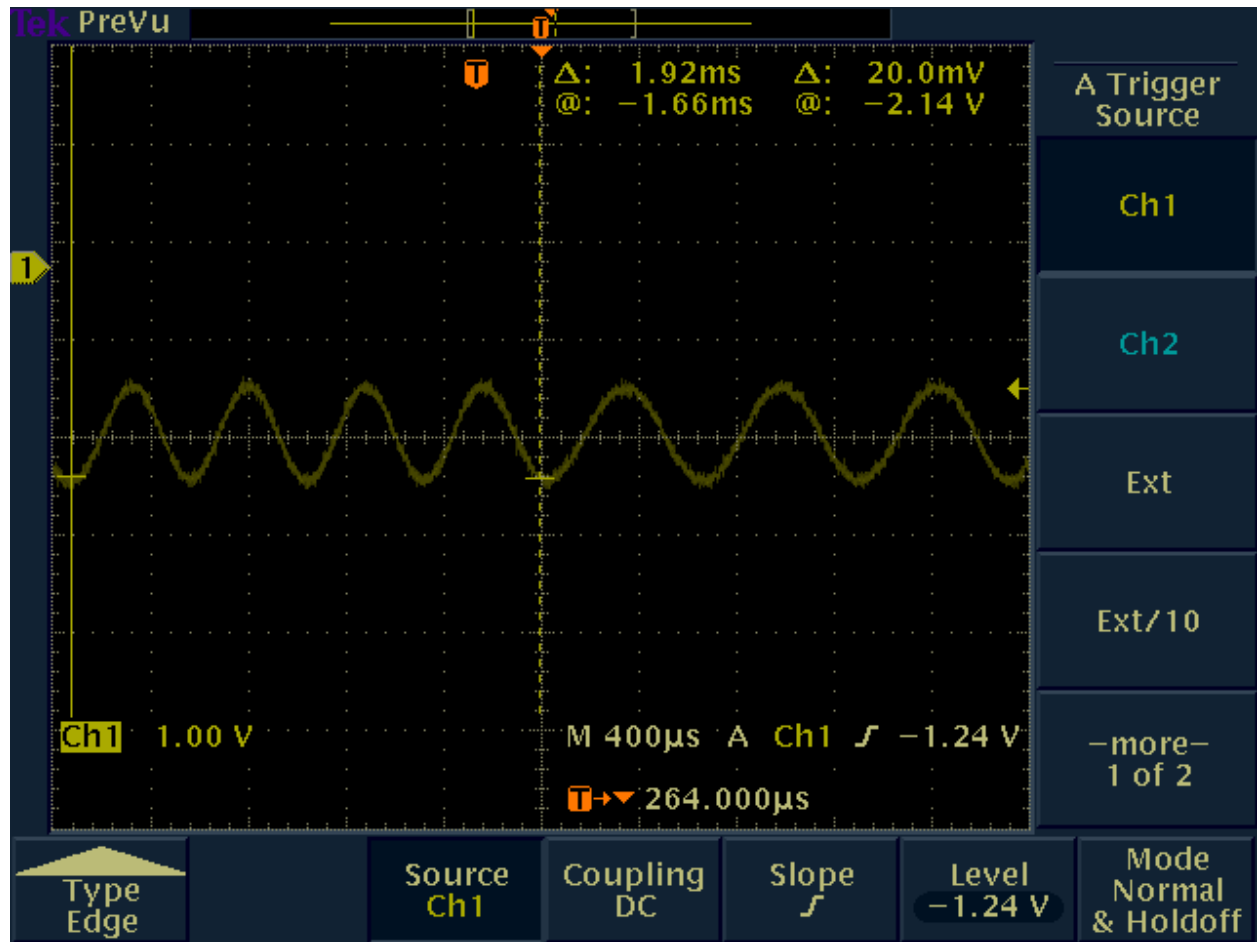 Tek PreVu
T
T
Δ: 1.92ms Δ: 20.0mV
@: −1.66ms @: −2.14 V
A Trigger
Source
Ch1
1
Ch2
Ext
Ext/10
Ch1 1.00 V M 400µs A Ch1 −1.24 V
−more−
1 of 2
T→▼ 264.000µs
Type
Edge
Source
Ch1
Coupling
DC
Slope
Level
−1.24 V
Mode
Normal
& Holdoff